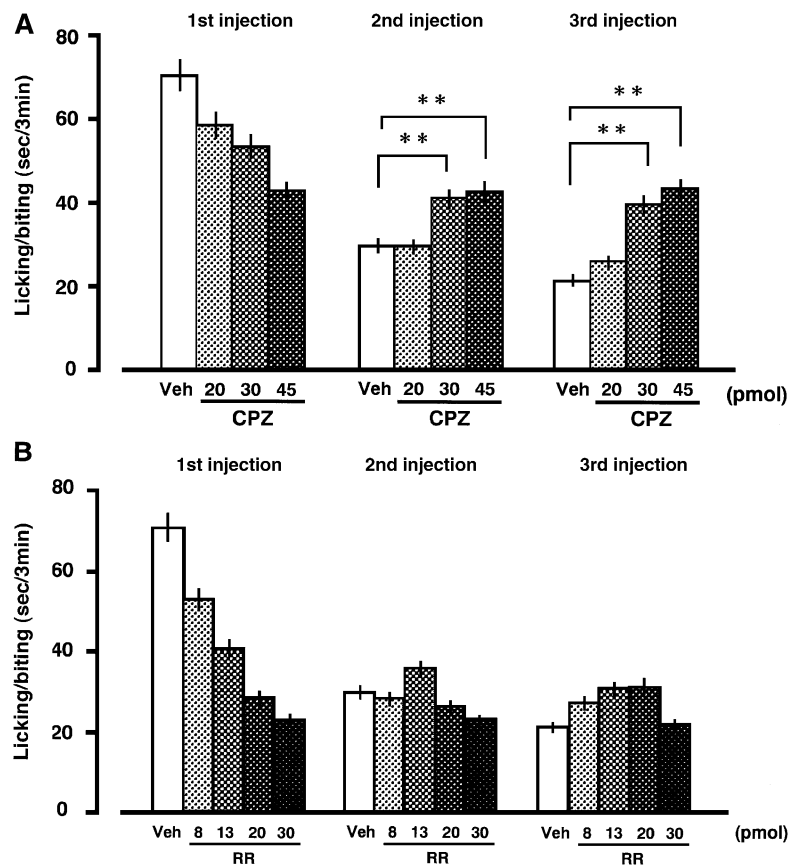 A
1st injection 2nd injection 3rd injection
80
60
40
20
0
Licking/biting (sec/3min)
** ** ** **
Veh 20 30 45 Veh 20 30 45 Veh 20 30 45 (pmol)
CPZ CPZ CPZ
B
1st injection 2nd injection 3rd injection
80
60
40
20
0
Licking/biting (sec/3min)
Veh 8 13 20 30 Veh 8 13 20 30 Veh 8 13 20 30 (pmol)
RR RR RR